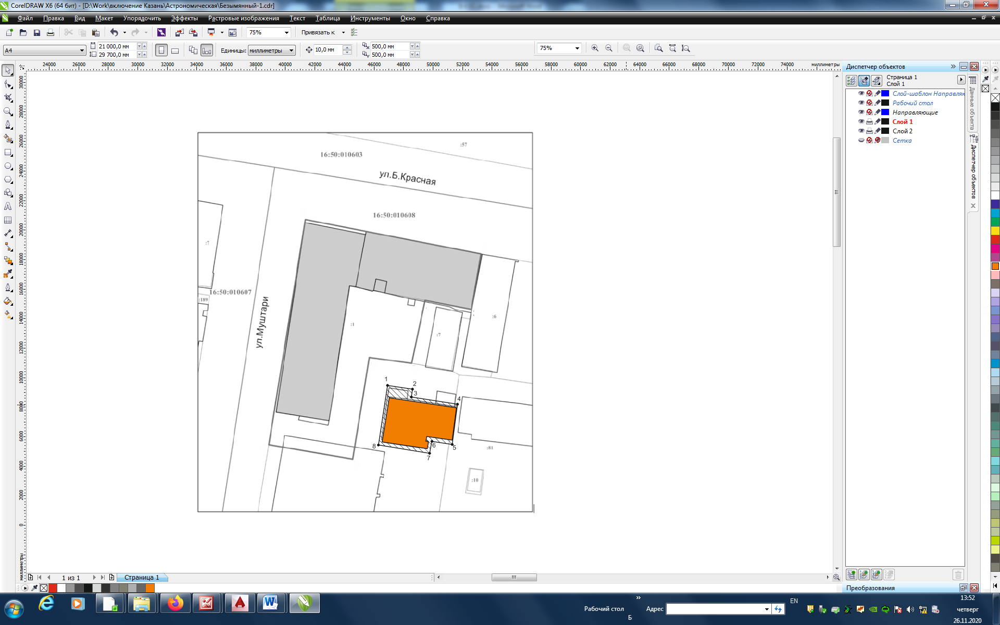 CorelDRAW X6 (64 бит) - [D:\Work\включение Казань\Астрономическая\Безымянный-1.cdr]
Файл Правка Вид Макет Упорядочить Эффекты Растровые изображения Текст Таблица Инструменты Окно Справка
75% Привязать к
A4 21 000,0 мм 29 700,0 мм Единицы: миллиметры 10,0 мм 500,0 мм 500,0 мм 75%
24000 26000 28000 30000 32000 34000 36000 38000 40000 42000 44000 46000 48000 50000 52000 54000 56000 58000 60000 62000 64000 66000 68000 70000 72000 74000 миллиметры
30000
28000
26000
24000
22000
20000
18000
16000
14000
12000
10000
8000
6000
4000
2000
0
миллиметры
:57
16:50:010603
ул.Б.Красная
16:50:010608
:7
16:50:010607
:189
ул.Муштари
:1
:7
:6
1
2
3
4
5
6
7
8
:81
:10
Диспетчер объектов
Страница 1
Слой 1
Слой-шаблон Направля
Рабочий стол
Направляющие
Слой 1
Слой 2
Сетка
Данные объекта
Диспетчер объектов
1 из 1 Страница 1
Преобразования
Рабочий стол » Адрес EN
Б
13:52
четверг
26.11.2020